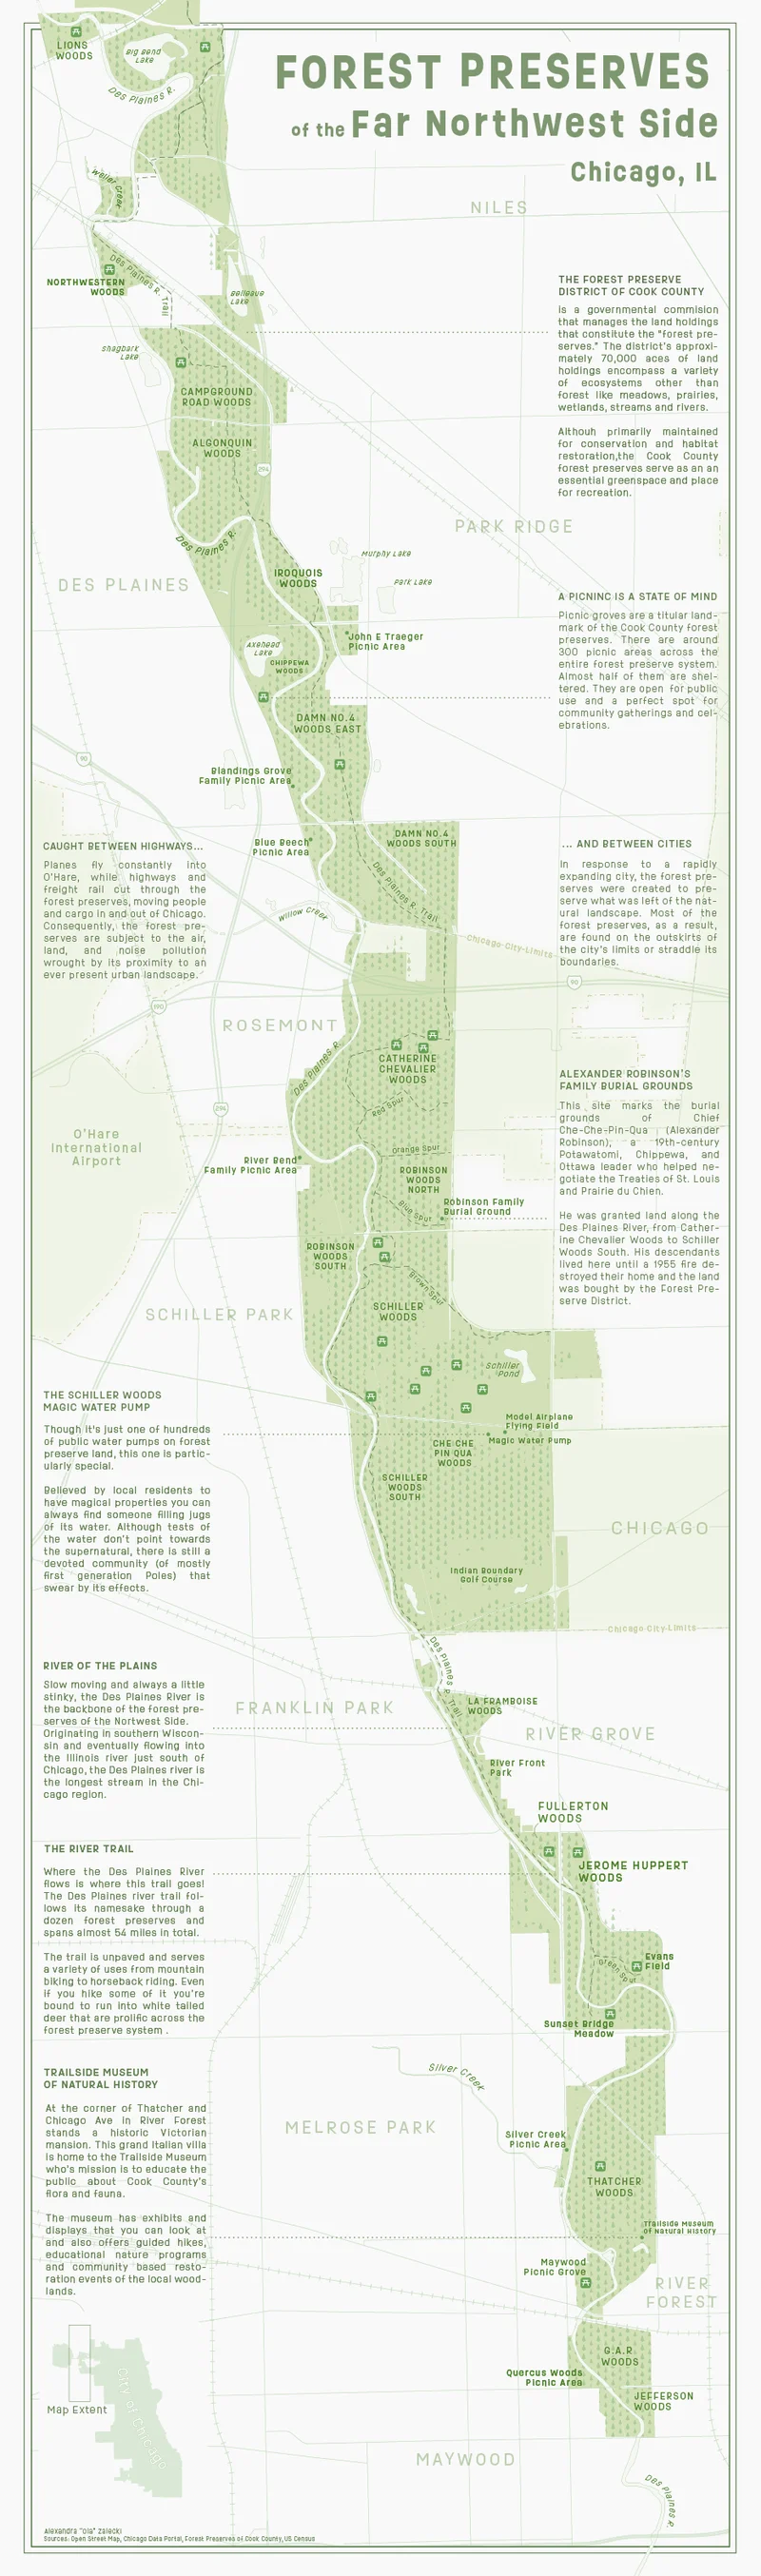 FOREST PRESERVES
of the Far Northwest Side
Chicago, IL
LIONS
WOODS
Big Bend
Lake
Des Plaines R.
Weller Creek
NILES
Des Plaines R. Trail
NORTHWESTERN
WOODS
Bellevue
Lake
Shagbark
Lake
THE FOREST PRESERVE
DISTRICT OF COOK COUNTY
is a governmental commision
that manages the land holdings
that constitute the "forest pre-
serves." The district's approxi-
mately 70,000 aces of land
holdings encompass a variety
of ecosystems other than
forest like meadows, prairies,
wetlands, streams and rivers.
Althouh primarily maintained
for conservation and habitat
restoration,the Cook County
forest preserves serve as an an
essential greenspace and place
for recreation.
CAMPGROUND
ROAD WOODS
ALGONQUIN
WOODS
294
PARK RIDGE
Des Plaines R.
Murphy Lake
IROQUOIS
WOODS
Park Lake
DES PLAINES
A PICNINC IS A STATE OF MIND
Picnic groves are a titular land-
mark of the Cook County forest
preserves. There are around
300 picnic areas across the
entire forest preserve system.
Almost half of them are shel-
tered. They are open for public
use and a perfect spot for
community gatherings and cel-
ebrations.
John E Traeger
Picnic Area
Axehead
Lake
CHIPPEWA
WOODS
DAMN NO.4
WOODS EAST
90
Blandings Grove
Family Picnic Area
DAMN NO.4
WOODS SOUTH
Blue Beech
Picnic Area
CAUGHT BETWEEN HIGHWAYS...
Planes fly constantly into
O'Hare, while highways and
freight rail cut through the
forest preserves, moving people
and cargo in and out of Chicago.
Consequently, the forest pre-
serves are subject to the air,
land, and noise pollution
wrought by its proximity to an
ever present urban landscape.
... AND BETWEEN CITIES
In response to a rapidly
expanding city, the forest pre-
serves were created to pre-
serve what was left of the nat-
ural landscape. Most of the
forest preserves, as a result,
are found on the outskirts of
the city's limits or straddle its
boundaries.
Des Plaines R. Trail
Willow Creek
Chicago City-Limits
90
190
ROSEMONT
CATHERINE
CHEVALIER
WOODS
Des Plaines R.
Red Spur
294
O'Hare
International
Airport
ALEXANDER ROBINSON'S
FAMILY BURIAL GROUNDS
This site marks the burial
grounds of Chief
Che-Che-Pin-Qua (Alexander
Robinson), a 19th-century
Potawatomi, Chippewa, and
Ottawa leader who helped ne-
gotiate the Treaties of St. Louis
and Prairie du Chien.
He was granted land along the
Des Plaines River, from Cather-
ine Chevalier Woods to Schiller
Woods South. His descendants
lived here until a 1955 fire de-
stroyed their home and the land
was bought by the Forest Pre-
serve District.
Orange Spur
River Bend
Family Picnic Area
ROBINSON
WOODS
NORTH
Robinson Family
Burial Ground
Blue Spur
ROBINSON
WOODS
SOUTH
Brown Spur
SCHILLER
WOODS
SCHILLER PARK
Schiller
Pond
THE SCHILLER WOODS
MAGIC WATER PUMP
Though it's just one of hundreds
of public water pumps on forest
preserve land, this one is partic-
ularly special.
Believed by local residents to
have magical properties you can
always find someone filling jugs
of its water. Although tests of
the water don't point towards
the supernatural, there is still a
devoted community (of mostly
first generation Poles) that
swear by its effects.
Model Airplane
Flying Field
Magic Water Pump
CHE CHE
PIN QUA
WOODS
SCHILLER
WOODS
SOUTH
CHICAGO
Indian Boundary
Golf Course
Chicago City-Limits
Des Plaines R. Trail
RIVER OF THE PLAINS
Slow moving and always a little
stinky, the Des Plaines River is
the backbone of the forest pre-
serves of the Nortwest Side.
Originating in southern Wiscon-
sin and eventually flowing into
the Illinois river just south of
Chicago, the Des Plaines river is
the longest stream in the Chi-
cago region.
FRANKLIN PARK
LA FRAMBOISE
WOODS
RIVER GROVE
River Front
Park
FULLERTON
WOODS
JEROME HUPPERT
WOODS
THE RIVER TRAIL
Where the Des Plaines River
flows is where this trail goes!
The Des Plaines river trail fol-
lows its namesake through a
dozen forest preserves and
spans almost 54 miles in total.
The trail is unpaved and serves
a variety of uses from mountain
biking to horseback riding. Even
if you hike some of it you're
bound to run into white tailed
deer that are prolific across the
forest preserve system .
Evans
Field
Green Spur
Sunset Bridge
Meadow
Silver Creek
TRAILSIDE MUSEUM
OF NATURAL HISTORY
At the corner of Thatcher and
Chicago Ave in River Forest
stands a historic Victorian
mansion. This grand Italian villa
is home to the Trailside Museum
who's mission is to educate the
public about Cook County's
flora and fauna.
The museum has exhibits and
displays that you can look at
and also offers guided hikes,
educational nature programs
and community based resto-
ration events of the local wood-
lands.
MELROSE PARK
Silver Creek
Picnic Area
THATCHER
WOODS
Trailside Museum
of Natural History
Maywood
Picnic Grove
RIVER
FOREST
G.A.R
WOODS
Quercus Woods
Picnic Area
JEFFERSON
WOODS
City of Chicago
Map Extent
MAYWOOD
Des Plaines R.
Alexandra "Ola" Zalecki
Sources: Open Street Map, Chicago Data Portal, Forest Preserves of Cook County, US Census